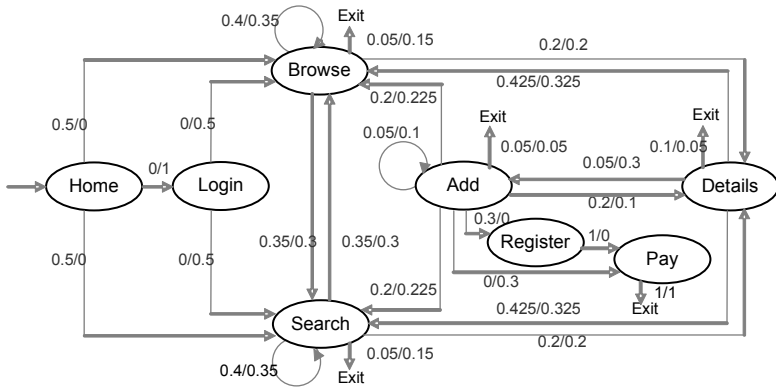 0.4/0.35
Exit
0.05/0.15
0.2/0.2
Browse
0.425/0.325
0.2/0.225
Exit
Exit
0.5/0
0/0.5
0.05/0.1
0.05/0.05
0.1/0.05
0/1
0.05/0.3
Home
Login
Add
Details
0.2/0.1
0.3/0
Register
1/0
0.35/0.3
0.35/0.3
Pay
0.5/0
0/0.5
0/0.3
0.2/0.225
0.425/0.325
1/1
Exit
Search
0.05/0.15
0.2/0.2
0.4/0.35
Exit